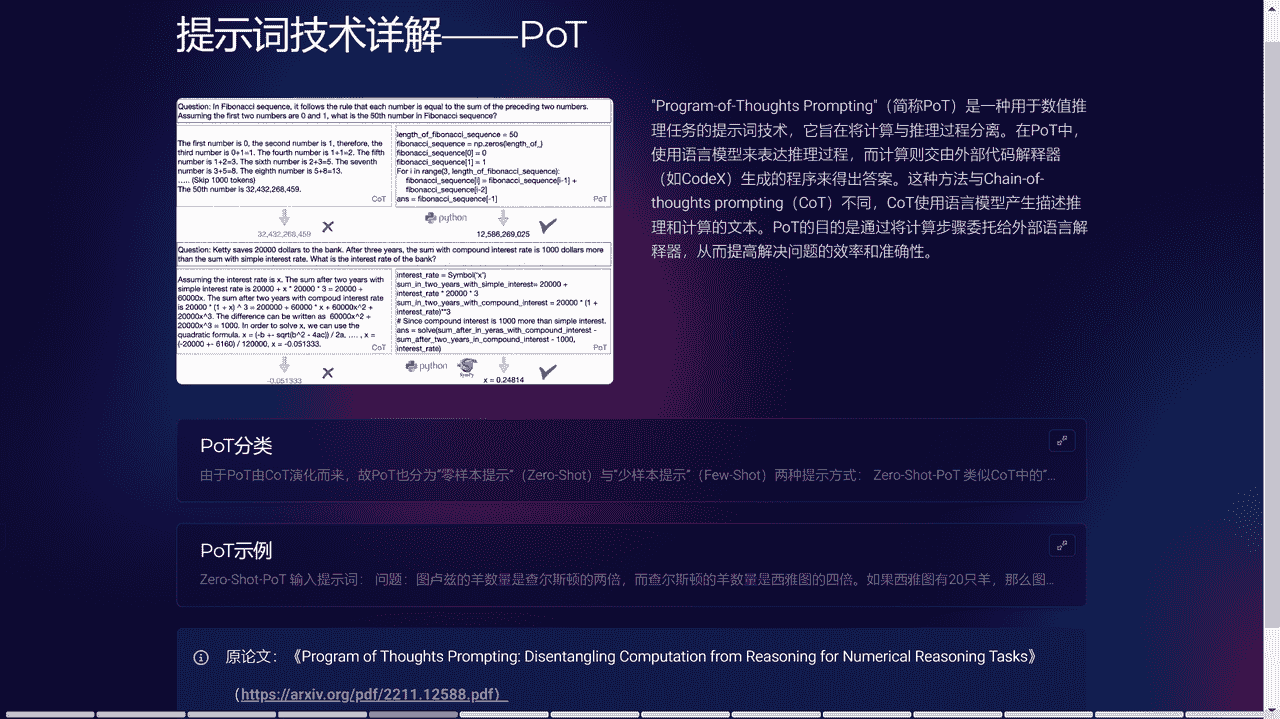 提示词技术详解——PoT
Question: In Fibonacci sequence, it follows the rule that each number is equal to the sum of the preceding two numbers.
Assuming the first two numbers are 0 and 1, what is the 50th number in Fibonacci sequence?
The first number is 0, the second number is 1, therefore, the
third number is 0+1=1. The fourth number is 1+1=2. The fifth
number is 1+2=3. The sixth number is 2+3=5. The seventh
number is 3+5=8. The eighth number is 5+8=13.
..... (Skip 1000 tokens)
The 50th number is 32,432,268,459.
CoT
length_of_fibonacci_sequence = 50
fibonacci_sequence = np.zeros(length_of_)
fibonacci_sequence[0] = 0
fibonacci_sequence[1] = 1
For i in range(3, length_of_fibonacci_sequence):
fibonacci_sequence[i] = fibonacci_sequence[i-1] +
fibonacci_sequence[i-2]
ans = fibonacci_sequence[-1]
PoT
32,432,268,459
python
12,586,269,025
Question: Ketty saves 20000 dollars to the bank. After three years, the sum with compound interest rate is 1000 dollars more
than the sum with simple interest rate. What is the interest rate of the bank?
Assuming the interest rate is x. The sum after two years with
simple interest rate is 20000 + x * 20000 * 3 = 20000 +
60000x. The sum after two years with compoud interest rate
is 20000 * (1 + x) ^ 3 = 200000 + 60000 * x + 60000x^2 +
20000x^3. The difference can be written as 60000x^2 +
20000x^3 = 1000. In order to solve x, we can use the
quadratic formula. x = (-b +- sqrt(b^2 - 4ac)) / 2a, .... , x =
(-20000 +- 6160) / 120000, x = -0.051333.
CoT
interest_rate = Symbol('x')
sum_in_two_years_with_simple_interest= 20000 +
interest_rate * 20000 * 3
sum_in_two_years_with_compound_interest = 20000 * (1 +
interest_rate)**3
# Since compound interest is 1000 more than simple interest.
ans = solve(sum_after_in_yeras_with_compound_interest -
sum_after_two_years_in_compound_interest - 1000,
interest_rate)
PoT
-0.051333
python
SymPy
x = 0.24814
"Program-of-Thoughts Prompting"（简称PoT）是一种用于数值推
理任务的提示词技术，它旨在将计算与推理过程分离。在PoT中，
使用语言模型来表达推理过程，而计算则交由外部代码解释器
（如CodeX）生成的程序来得出答案。这种方法与Chain-of-
thoughts prompting（CoT）不同，CoT使用语言模型产生描述推
理和计算的文本。PoT的目的是通过将计算步骤委托给外部语言解
释器，从而提高解决问题的效率和准确性。
PoT分类
由于PoT由CoT演化而来，故PoT也分为“零样本提示”（Zero-Shot）与“少样本提示”（Few-Shot）两种提示方式： Zero-Shot-PoT 类似CoT中的“...
PoT示例
Zero-Shot-PoT 输入提示词： 问题：图卢兹的羊数量是查尔斯顿的两倍，而查尔斯顿的羊数量是西雅图的四倍。如果西雅图有20只羊，那么图...
原论文：《Program of Thoughts Prompting: Disentangling Computation from Reasoning for Numerical Reasoning Tasks》
（https://arxiv.org/pdf/2211.12588.pdf）